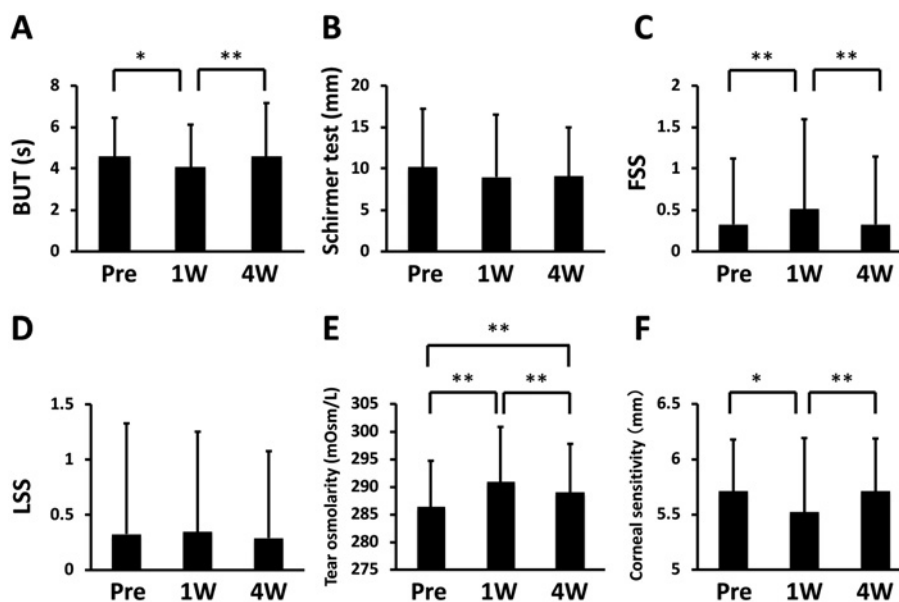 A
B
C
* **
** **
BUT (s)
8
6
4
2
0
Pre 1W 4W
Schirmer test (mm)
20
15
10
5
0
Pre 1W 4W
FSS
2
1.5
1
0.5
0
Pre 1W 4W
D
E
F
**
** **
* **
LSS
1.5
1
0.5
0
Pre 1W 4W
Tear osmolarity (mOsm/L)
305
300
295
290
285
280
275
Pre 1W 4W
Corneal sensitivity (mm)
6.5
6
5.5
5
Pre 1W 4W